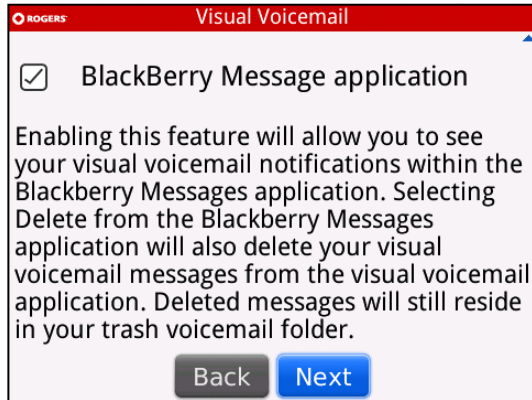 ROGERS
Visual Voicemail
BlackBerry Message application
Enabling this feature will allow you to see
your visual voicemail notifications within the
Blackberry Messages application. Selecting
Delete from the Blackberry Messages
application will also delete your visual
voicemail messages from the visual voicemail
application. Deleted messages will still reside
in your trash voicemail folder.
Back Next